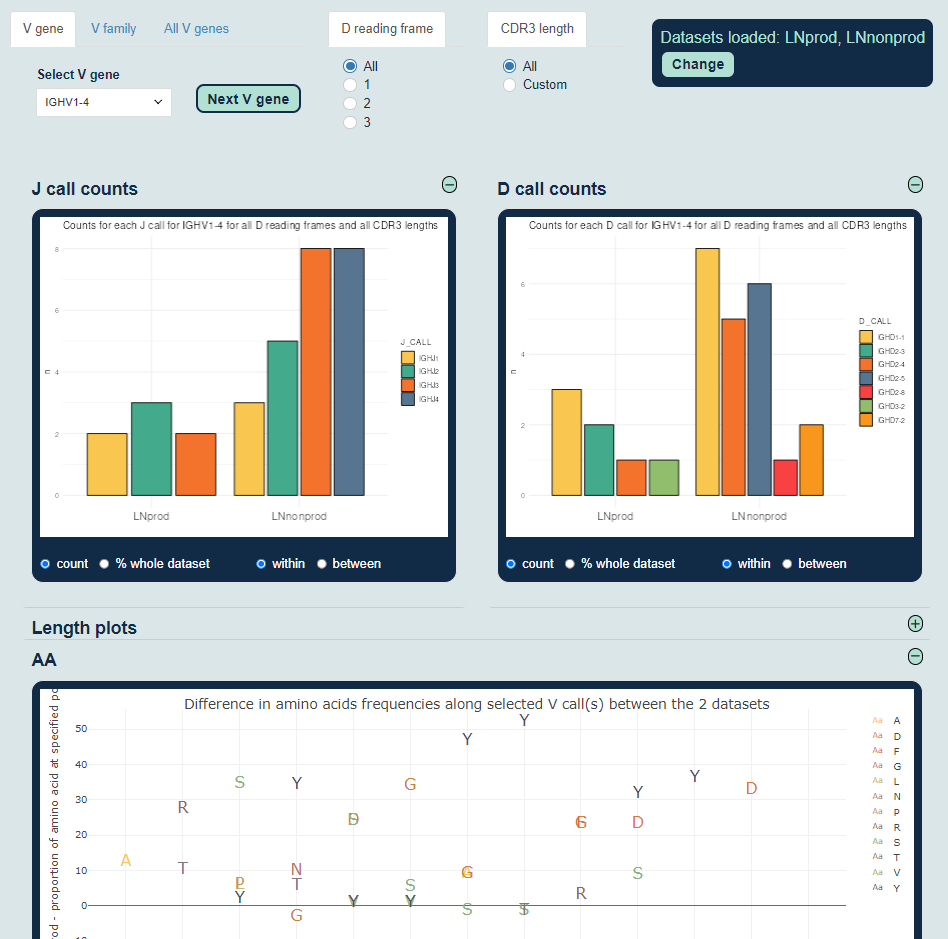 V gene V family All V genes
D reading frame
CDR3 length
Datasets loaded: LNprod, LNnonprod
Change
Select V gene
IGHV1-4
Next V gene
All
1
2
3
All
Custom
J call counts
Counts for each J call for IGHV1-4 for all D reading frames and all CDR3 lengths
8
6
4
2
0
n
LNprod LNnonprod
J_CALL
IGHJ1
IGHJ2
IGHJ3
IGHJ4
count % whole dataset within between
D call counts
Counts for each D call for IGHV1-4 for all D reading frames and all CDR3 lengths
6
4
2
0
n
LNprod LNnonprod
D_CALL
IGHD1-1
IGHD2-3
IGHD2-4
IGHD2-5
IGHD2-8
IGHD3-2
IGHD7-2
count % whole dataset within between
Length plots
AA
Difference in amino acids frequencies along selected V call(s) between the 2 datasets
rod - proportion of amino acid at specified po
50
40
30
20
10
0
A
R
T
S
P
Y
Y
N
T
G
S
Y
G
S
Y
Y
G
S
Y
T
G
R
Y
D
S
Y
D
Aa A
Aa D
Aa F
Aa G
Aa L
Aa N
Aa P
Aa R
Aa S
Aa T
Aa V
Aa Y